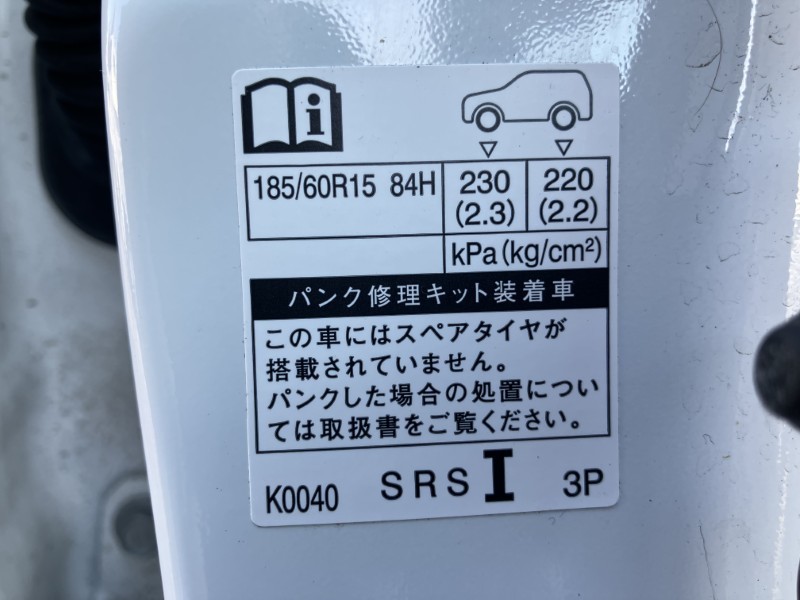 i
185/60R15 84H 230 (2.3) 220 (2.2)
kPa(kg/cm²)
パンク修理キット装着車
この車にはスペアタイヤが
搭載されていません。
パンクした場合の処置につい
ては取扱書をご覧ください。
K0040 SRS I 3P